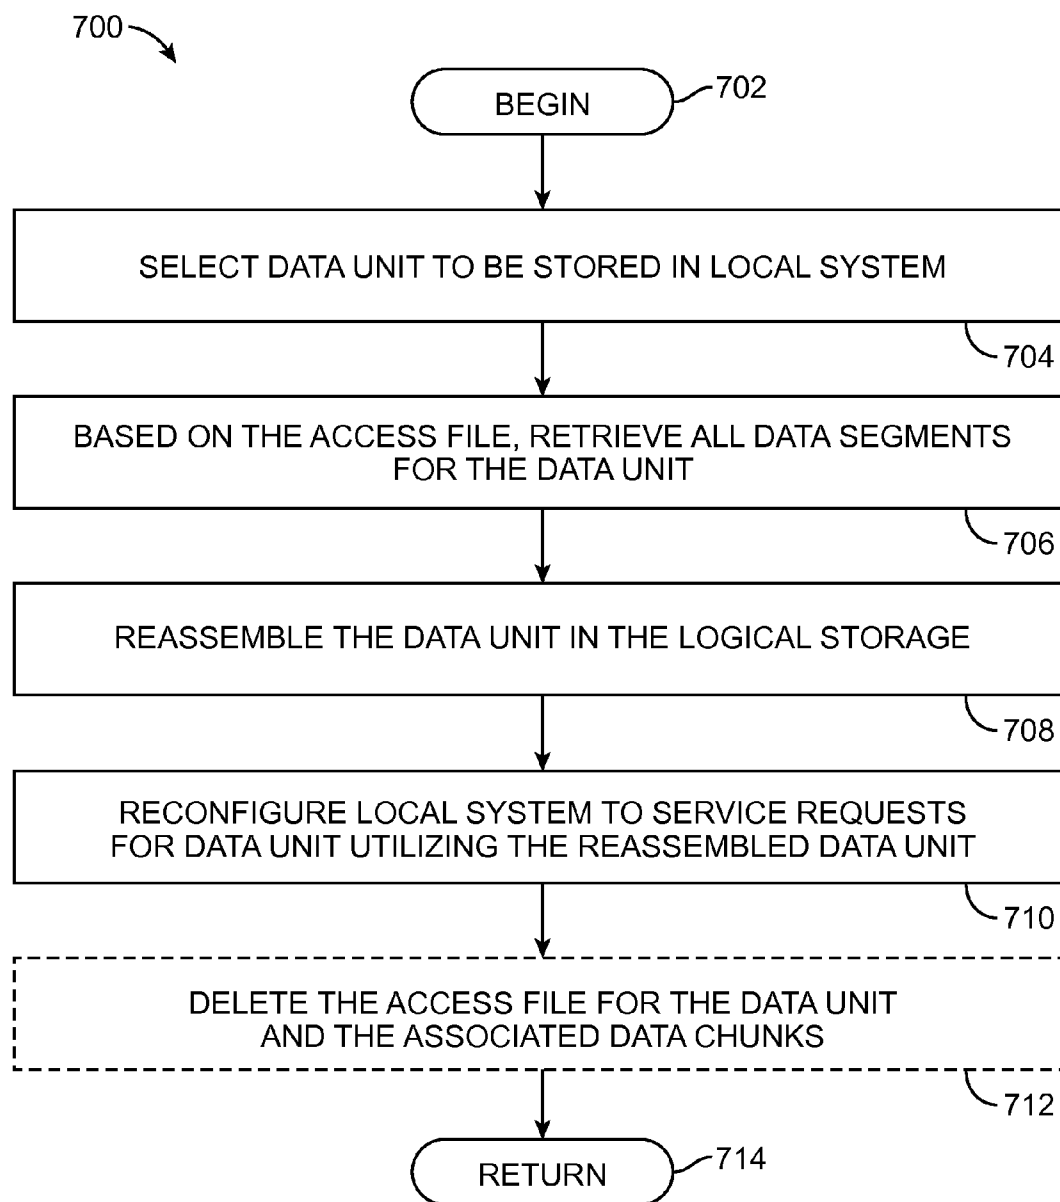 700
BEGIN
702
SELECT DATA UNIT TO BE STORED IN LOCAL SYSTEM
704
BASED ON THE ACCESS FILE, RETRIEVE ALL DATA SEGMENTS
FOR THE DATA UNIT
706
REASSEMBLE THE DATA UNIT IN THE LOGICAL STORAGE
708
RECONFIGURE LOCAL SYSTEM TO SERVICE REQUESTS
FOR DATA UNIT UTILIZING THE REASSEMBLED DATA UNIT
710
DELETE THE ACCESS FILE FOR THE DATA UNIT
AND THE ASSOCIATED DATA CHUNKS
712
RETURN
714